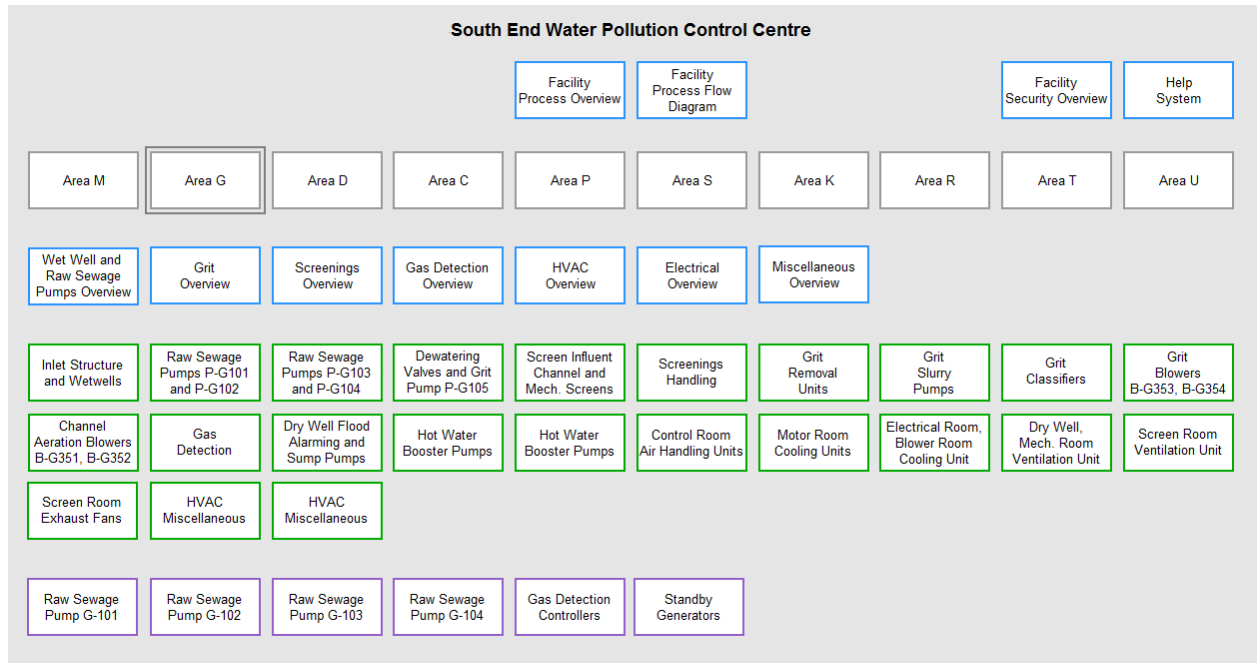 South End Water Pollution Control Centre
Facility
Process Overview
Facility
Process Flow
Diagram
Facility
Security Overview
Help
System
Area M
Area G
Area D
Area C
Area P
Area S
Area K
Area R
Area T
Area U
Wet Well and
Raw Sewage
Pumps Overview
Grit
Overview
Screenings
Overview
Gas Detection
Overview
HVAC
Overview
Electrical
Overview
Miscellaneous
Overview
Inlet Structure
and Wetwells
Raw Sewage
Pumps P-G101
and P-G102
Raw Sewage
Pumps P-G103
and P-G104
Dewatering
Valves and Grit
Pump P-G105
Screen Influent
Channel and
Mech. Screens
Screenings
Handling
Grit
Removal
Units
Grit
Slurry
Pumps
Grit
Classifiers
Grit
Blowers
B-G353, B-G354
Channel
Aeration Blowers
B-G351, B-G352
Gas
Detection
Dry Well Flood
Alarming and
Sump Pumps
Hot Water
Booster Pumps
Hot Water
Booster Pumps
Control Room
Air Handling Units
Motor Room
Cooling Units
Electrical Room,
Blower Room
Cooling Unit
Dry Well,
Mech. Room
Ventilation Unit
Screen Room
Ventilation Unit
Screen Room
Exhaust Fans
HVAC
Miscellaneous
HVAC
Miscellaneous
Raw Sewage
Pump G-101
Raw Sewage
Pump G-102
Raw Sewage
Pump G-103
Raw Sewage
Pump G-104
Gas Detection
Controllers
Standby
Generators